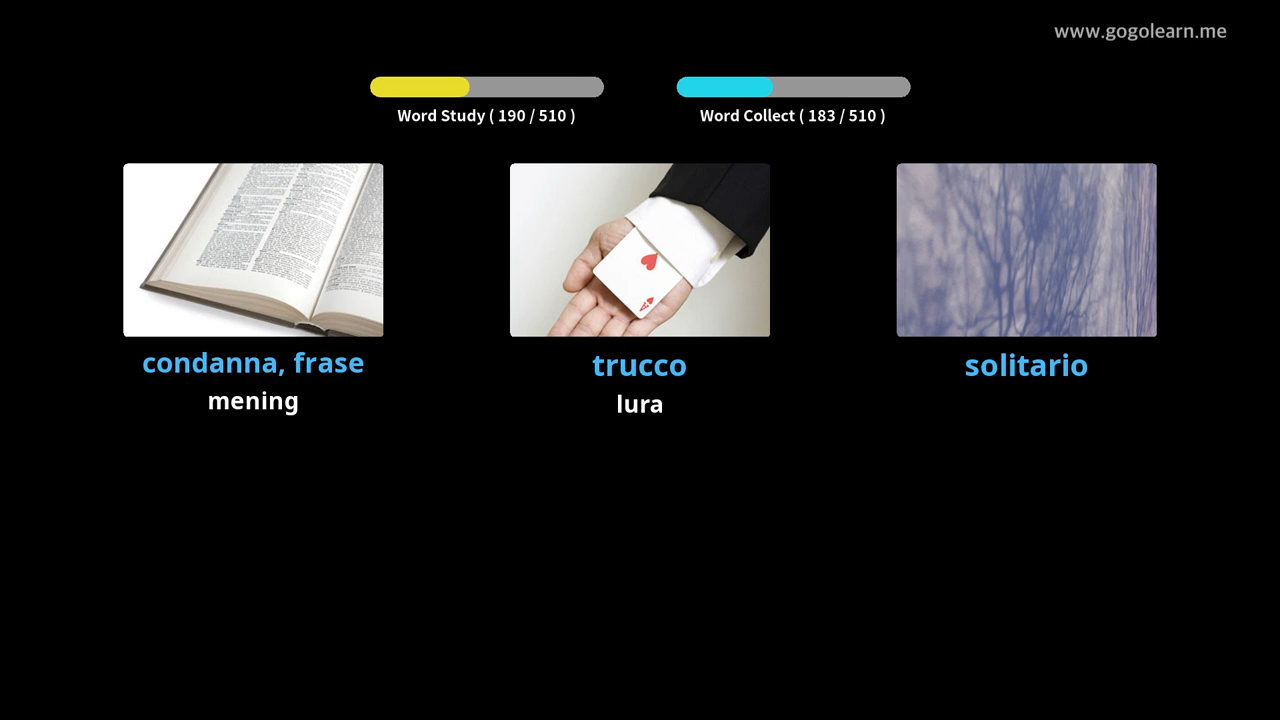 www.gogolearn.me
Word Study ( 190 / 510 )
Word Collect ( 183 / 510 )
condanna, frase
mening
trucco
lura
solitario